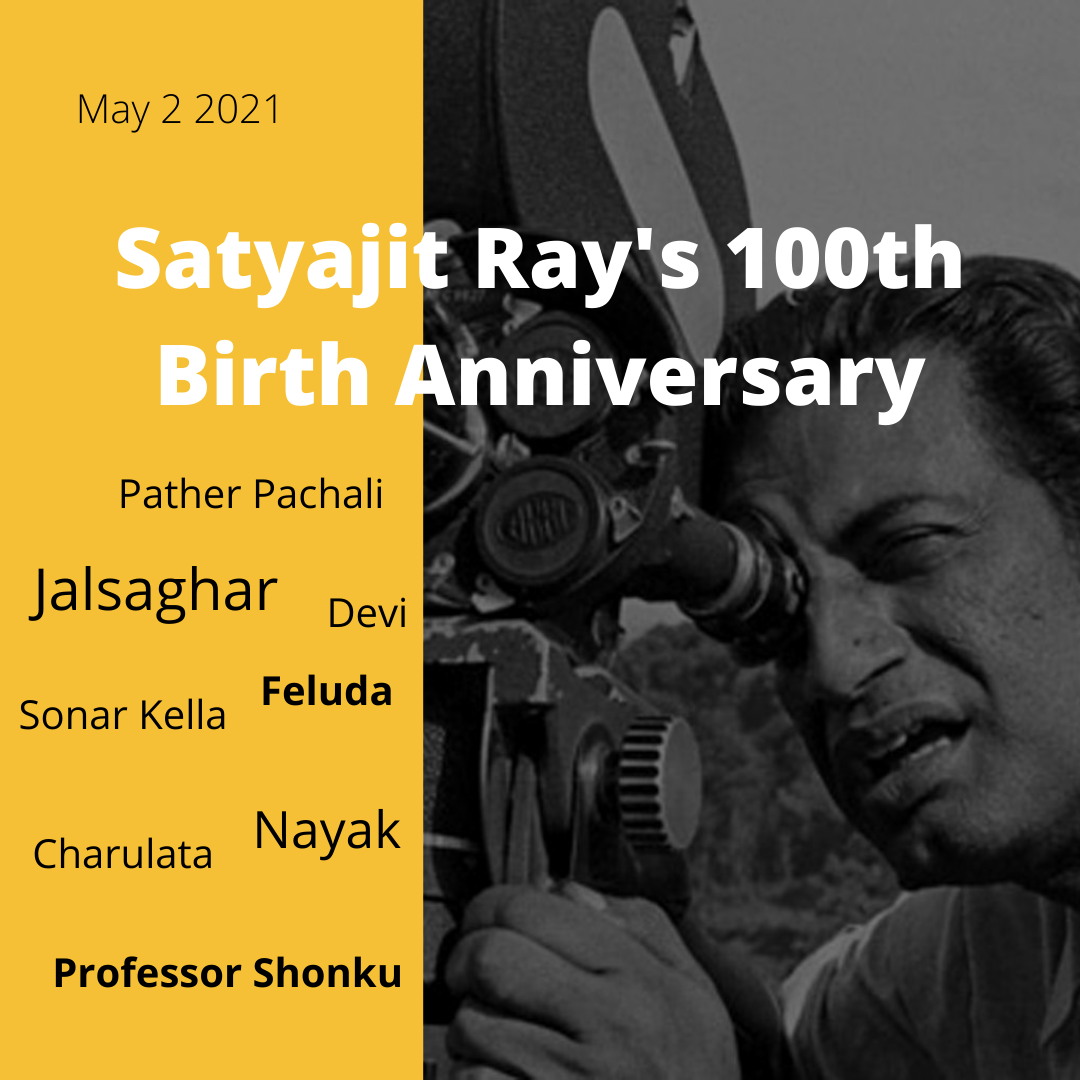 May 2 2021
Satyajit Ray's 100th
Birth Anniversary
Pather Pachali
Jalsaghar
Devi
Feluda
Sonar Kella
Nayak
Charulata
Professor Shonku